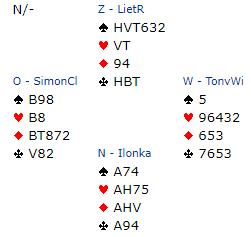 N/-
Z - LietR
♠ HVT632
♥ VT
♦ 94
♣ HBT
O - SimonCl
♠ B98
♥ B8
♦ BT872
♣ V82
W - TonvWi
♠ 5
♥ 96432
♦ 653
♣ 7653
N - Ilonka
♠ A74
♥ AH75
♦ AHV
♣ A94